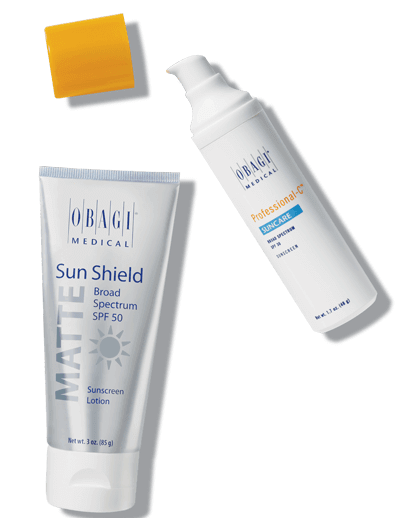 OBAGI
MEDICAL
Professional-C
SUNCARE
BROAD SPECTRUM
SPF 30
SUNSCREEN
Net wt. 1.7 oz. (48 g)
OBAGI
MEDICAL
MATTE
Sun Shield
Broad
Spectrum
SPF 50
Sunscreen
Lotion
Net wt. 3 oz. (85 g)